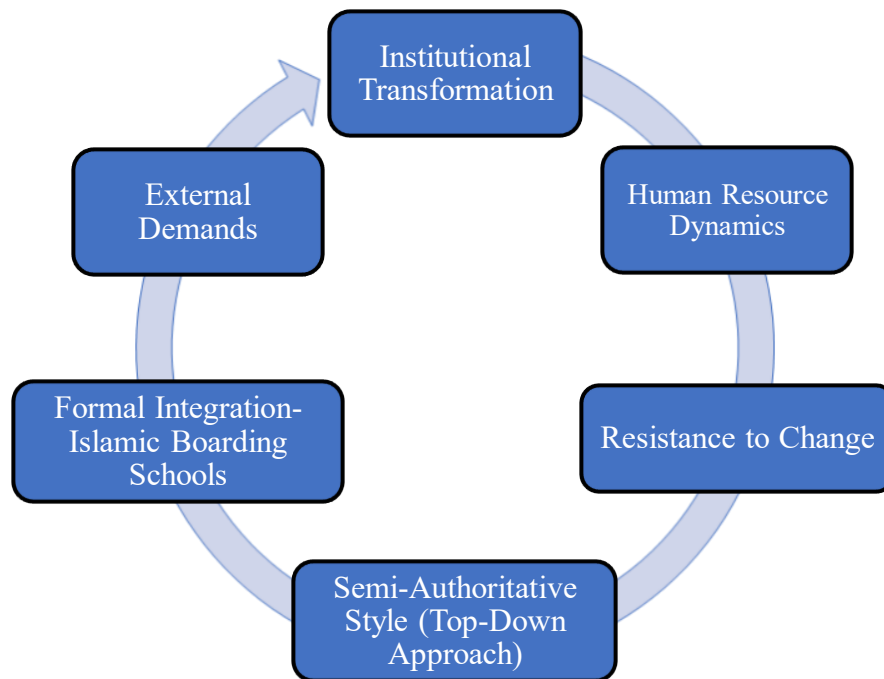 Institutional
Transformation
Human Resource
Dynamics
Resistance to Change
Semi-Authoritative
Style (Top-Down
Approach)
Formal Integration-
Islamic Boarding
Schools
External
Demands